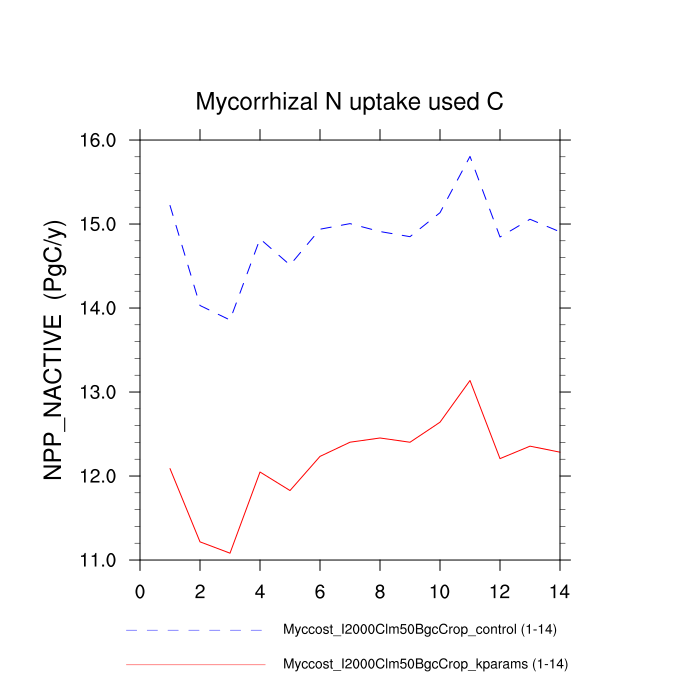 Mycorrhizal N uptake used C
NPP_NACTIVE (PgC/y)
16.0
15.0
14.0
13.0
12.0
11.0
0 2 4 6 8 10 12 14
Myccost_I2000Clm50BgcCrop_control (1-14)
Myccost_I2000Clm50BgcCrop_kparams (1-14)